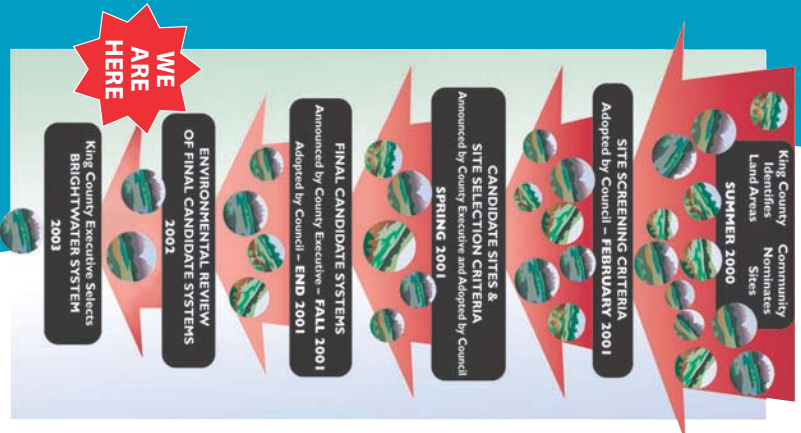 King County
Identifies
Land Areas
Community
Nominates
Sites
SUMMER 2000
SITE SCREENING CRITERIA
Adopted by Council – FEBRUARY 2001
CANDIDATE SITES &
SITE SELECTION CRITERIA
Announced by County Executive and Adopted by Council
SPRING 2001
FINAL CANDIDATE SYSTEMS
Announced by County Executive – FALL 2001
Adopted by Council – END 2001
ENVIRONMENTAL REVIEW
OF FINAL CANDIDATE SYSTEMS
2002
WE
ARE
HERE
King County Executive Selects
BRIGHTWATER SYSTEM
2003